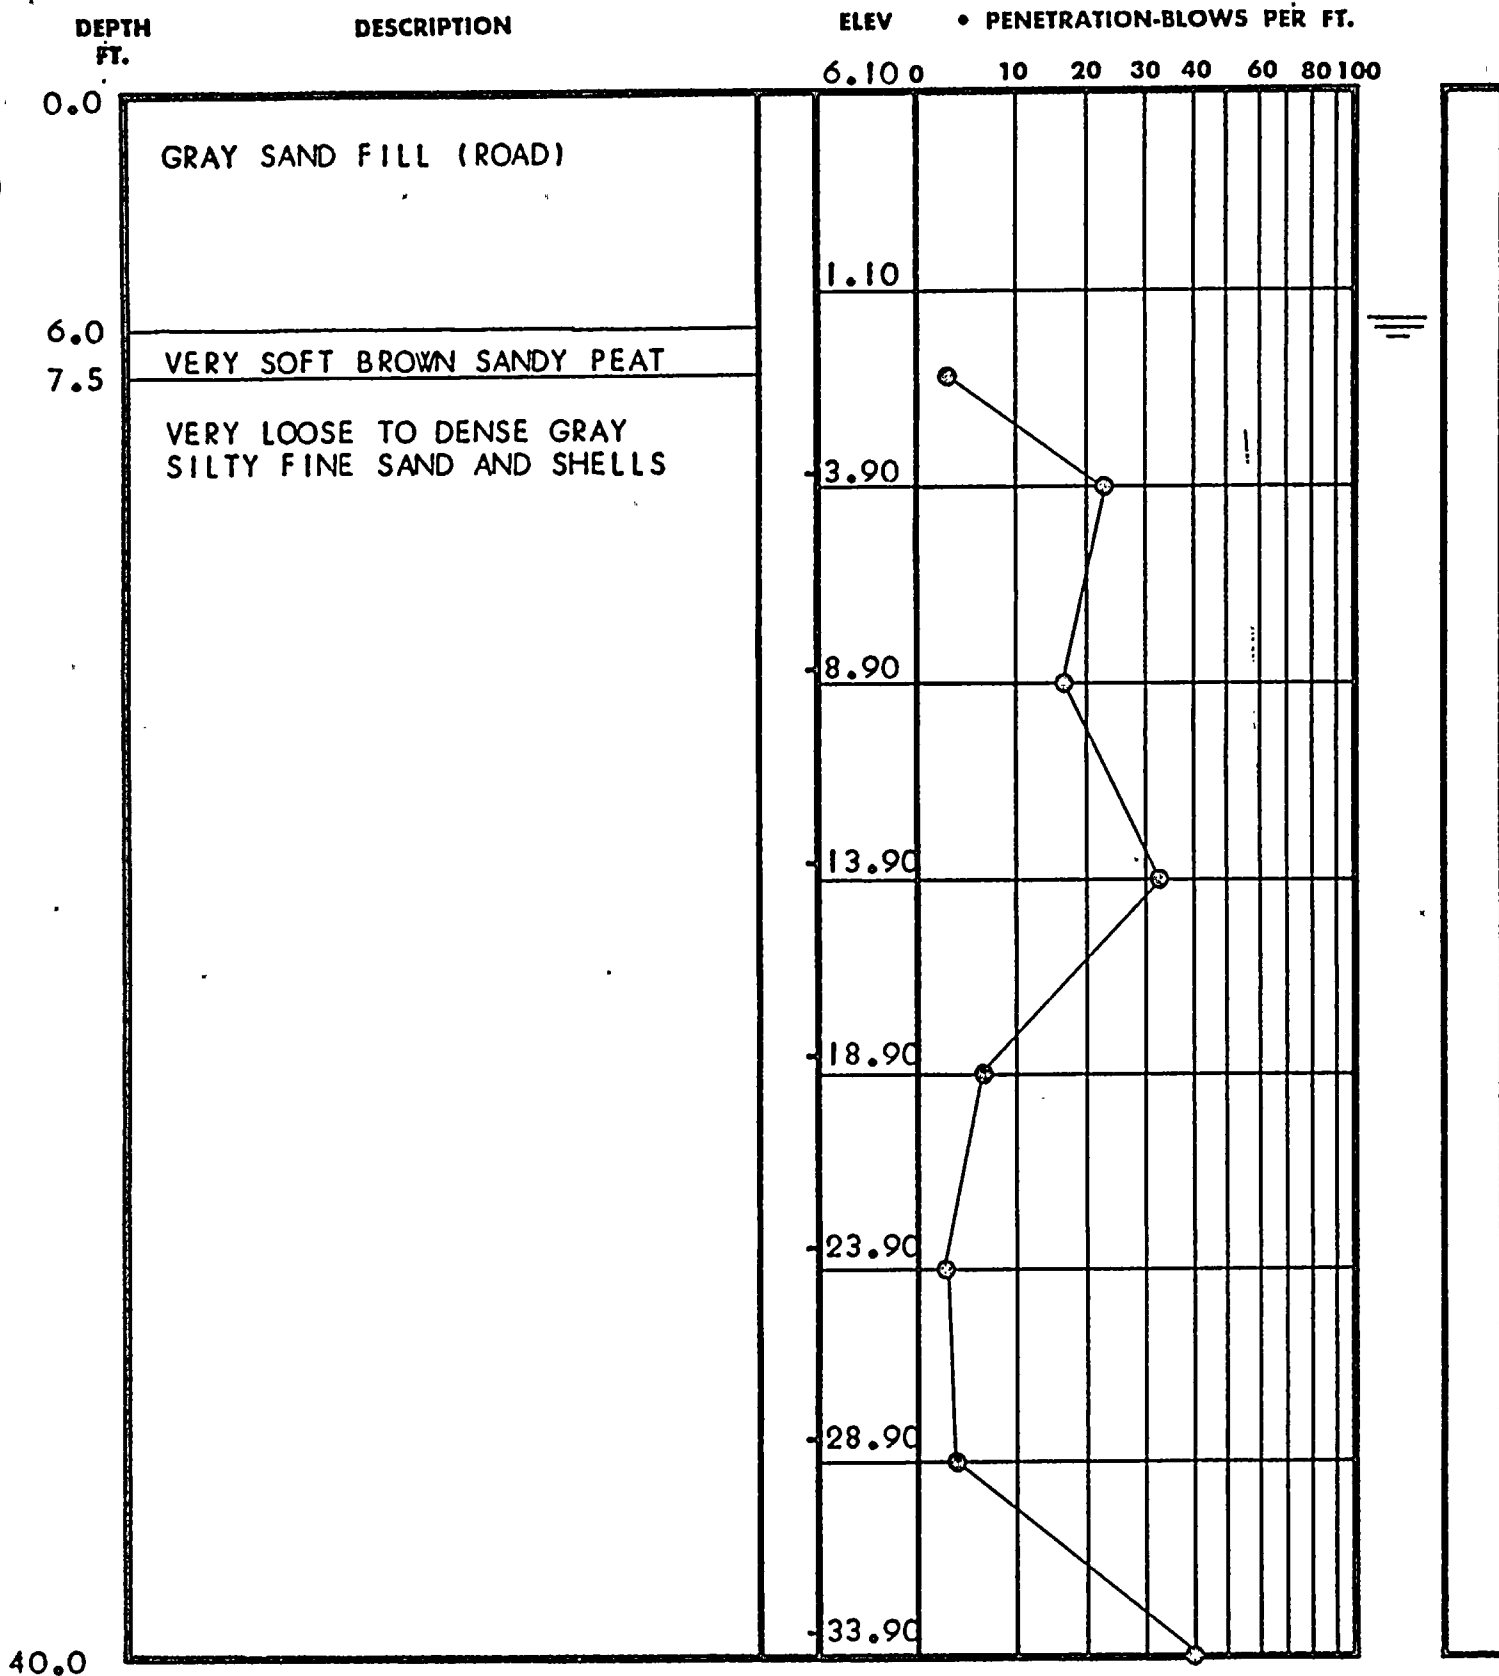 DEPTH FT.
DESCRIPTION
ELEV
• PENETRATION-BLOWS PER FT.
6.10 0 10 20 30 40 60 80 100
0.0
GRAY SAND FILL (ROAD)
1.10
6.0
VERY SOFT BROWN SANDY PEAT
7.5
VERY LOOSE TO DENSE GRAY
SILTY FINE SAND AND SHELLS
-3.90
-8.90
-13.90
-18.90
-23.90
-28.90
-33.90
40.0